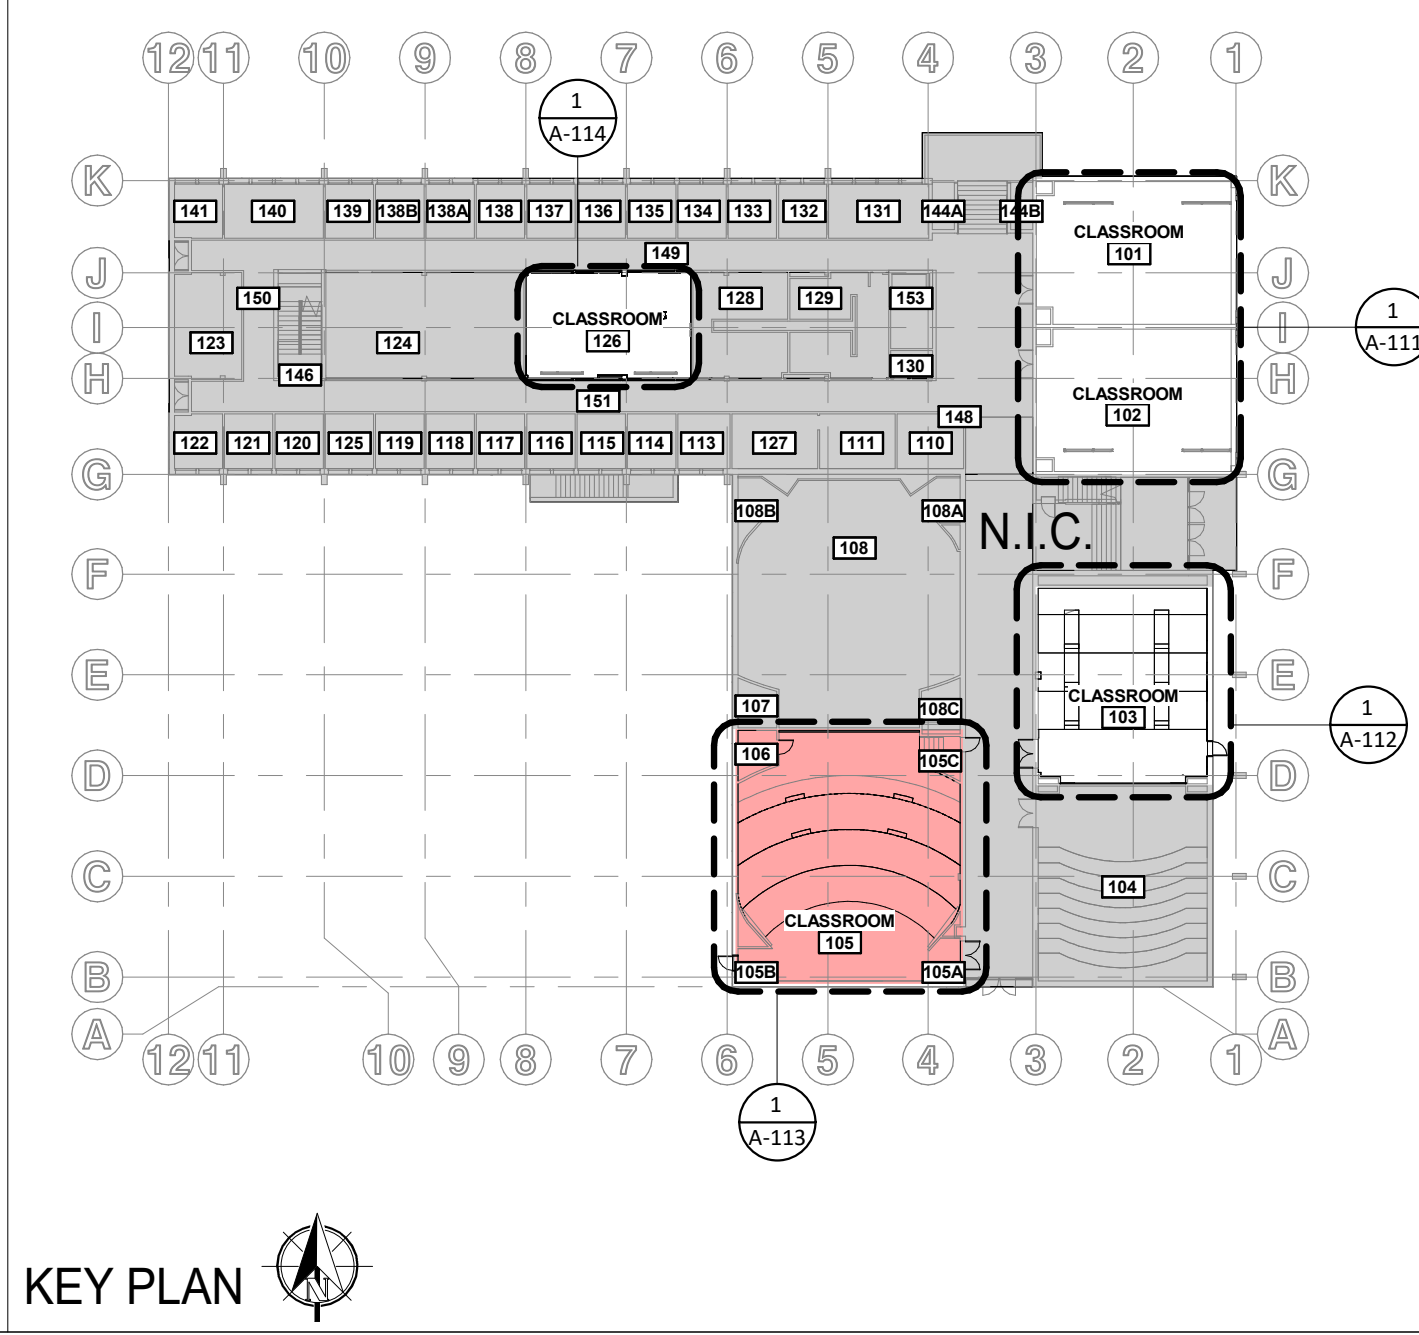 12 11 10 9 8 7 6 5 4 3 2 1
1
A-114
K K
141 140 139 138B 138A 138 137 136 135 134 133 132 131 144A 144B
CLASSROOM
101
149
J J
150 128 129 153
CLASSROOM
126
1
A-111
I I
123 124
130
146
H H
CLASSROOM
102
151
148
122 121 120 125 119 118 117 116 115 114 113 127 111 110
G G
108B 108A
N.I.C.
108
F F
E E
CLASSROOM
103
107 108C
1
A-112
106 105C
D D
C C
104
CLASSROOM
105
105B 105A
B B
A A
12 11 10 9 8 7 6 5 4 3 2 1
1
A-113
KEY PLAN
N